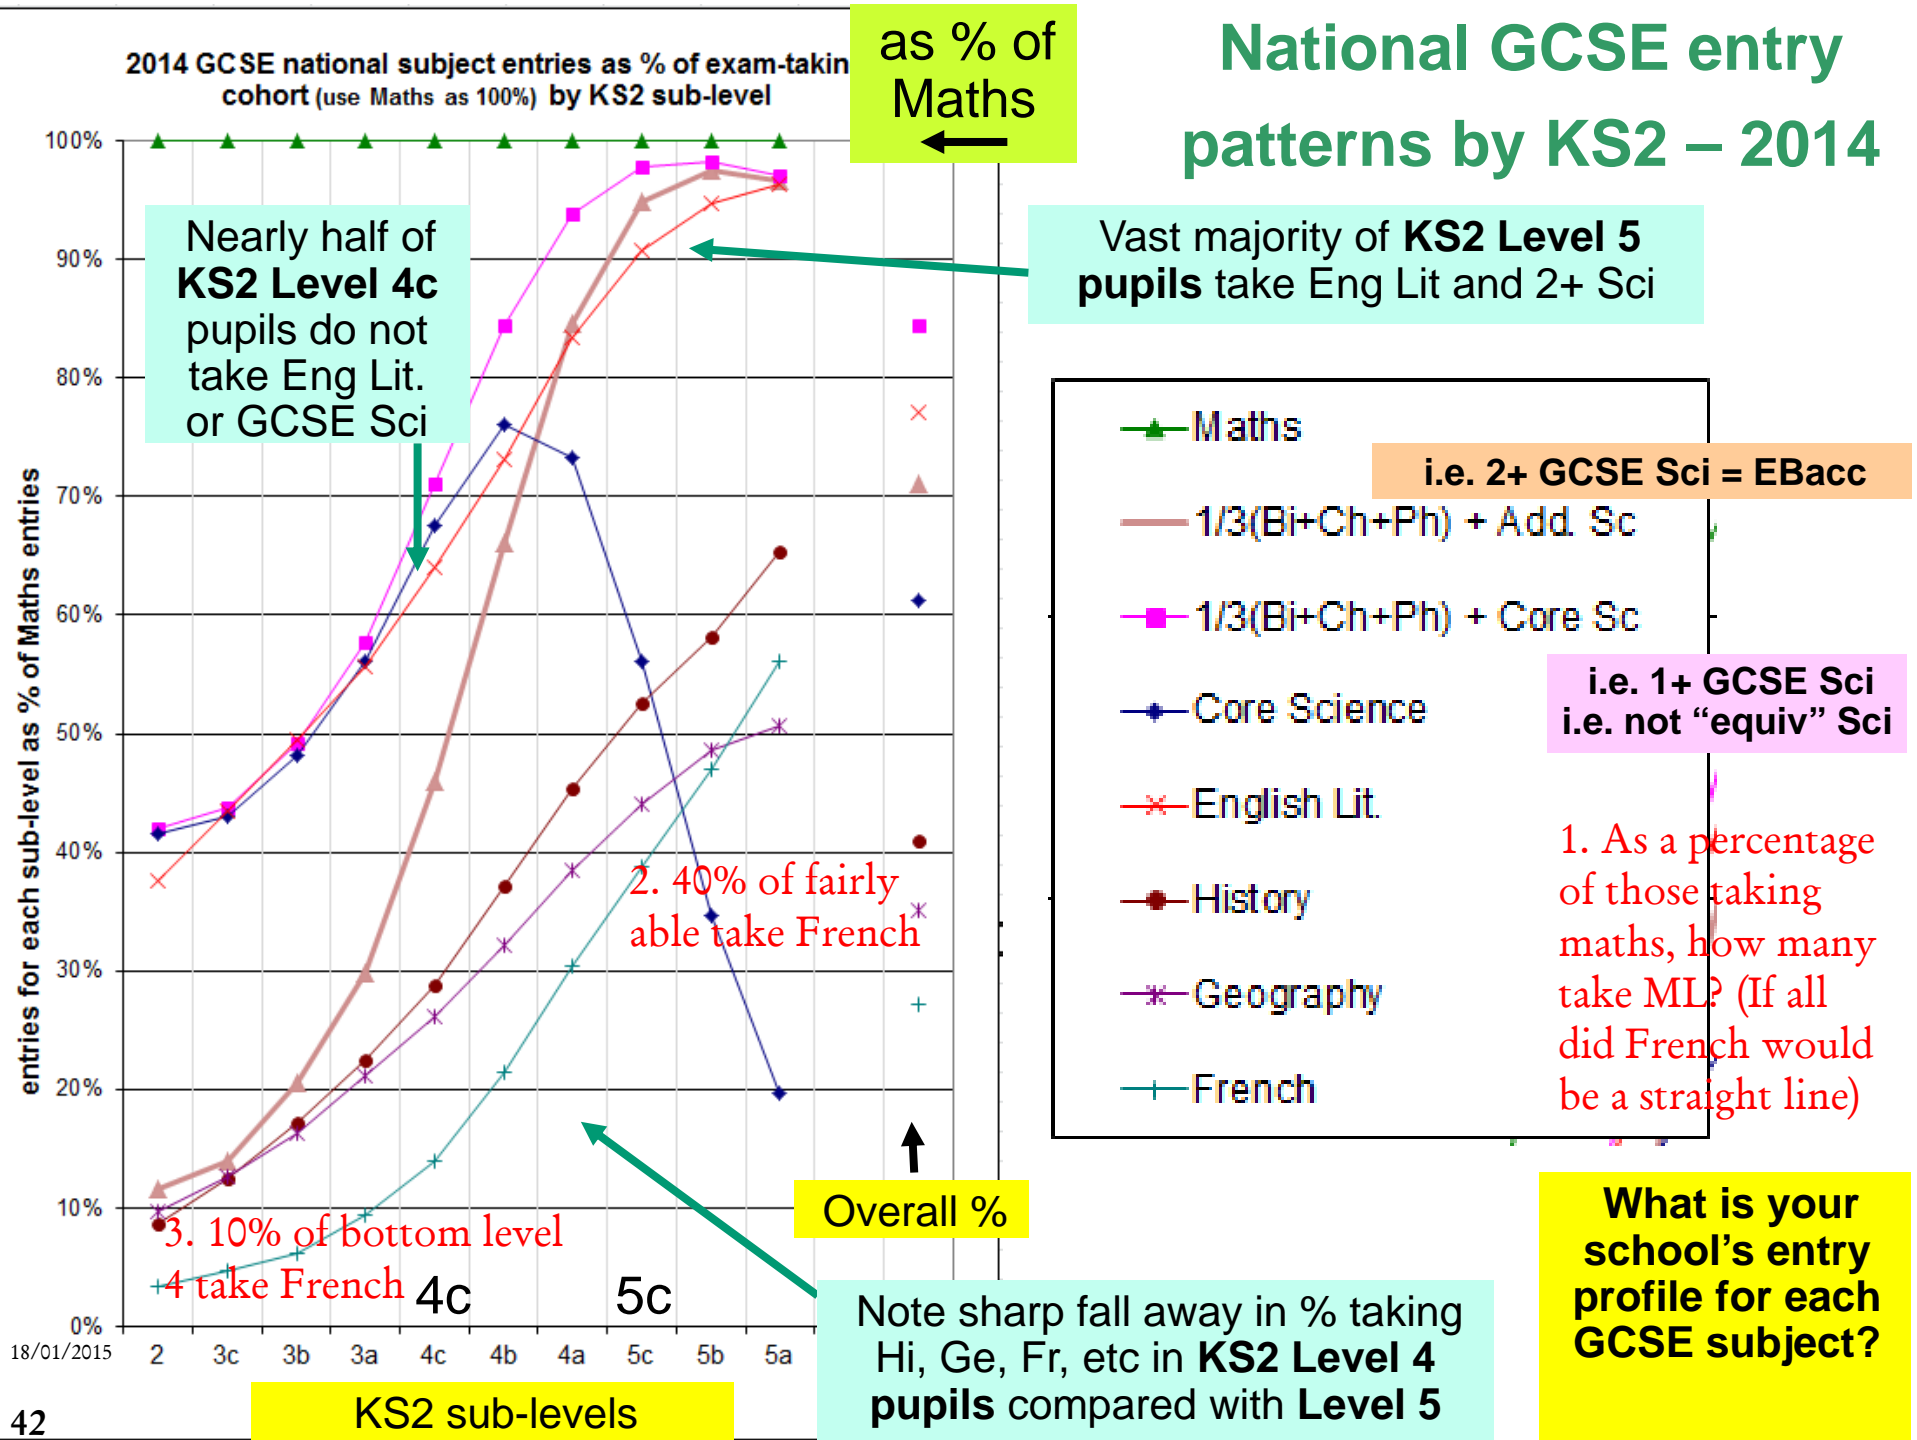 National GCSE entry
patterns by KS2 – 2014
2014 GCSE national subject entries as % of exam-takin
cohort (use Maths as 100%) by KS2 sub-level
as % of
Maths
entries for each sub-level as % of Maths entries
100%
90%
80%
70%
60%
50%
40%
30%
20%
10%
0%
Nearly half of
KS2 Level 4c
pupils do not
take Eng Lit.
or GCSE Sci
Vast majority of KS2 Level 5
pupils take Eng Lit and 2+ Sci
Maths
i.e. 2+ GCSE Sci = EBacc
1/3(Bi+Ch+Ph) + Add. Sc
1/3(Bi+Ch+Ph) + Core Sc
i.e. 1+ GCSE Sci
i.e. not “equiv” Sci
Core Science
English Lit.
History
Geography
French
1. As a percentage
of those taking
maths, how many
take ML? (If all
did French would
be a straight line)
2. 40% of fairly
able take French
3. 10% of bottom level
4 take French
4c
5c
Overall %
Note sharp fall away in % taking
Hi, Ge, Fr, etc in KS2 Level 4
pupils compared with Level 5
What is your
school’s entry
profile for each
GCSE subject?
18/01/2015
2 3c 3b 3a 4c 4b 4a 5c 5b 5a
KS2 sub-levels
42